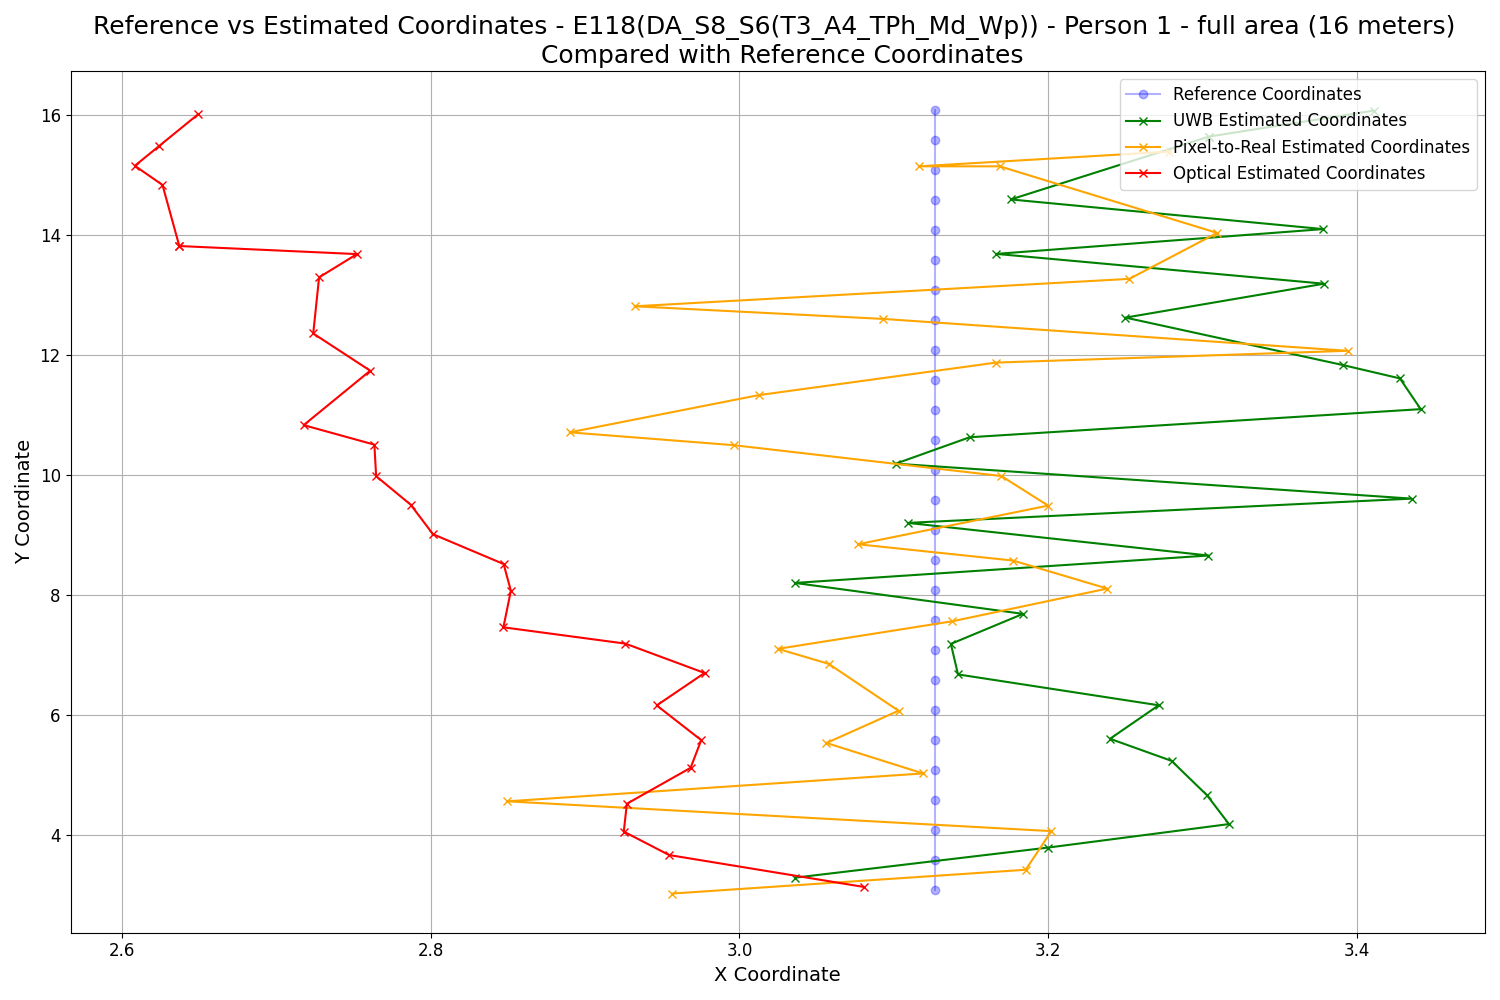 Reference vs Estimated Coordinates - E118(DA_S8_S6(T3_A4_TPh_Md_Wp)) - Person 1 - full area (16 meters)
Compared with Reference Coordinates
Reference Coordinates
UWB Estimated Coordinates
Pixel-to-Real Estimated Coordinates
Optical Estimated Coordinates
Y Coordinate
16
14
12
10
8
6
4
2.6
2.8
3.0
3.2
3.4
X Coordinate